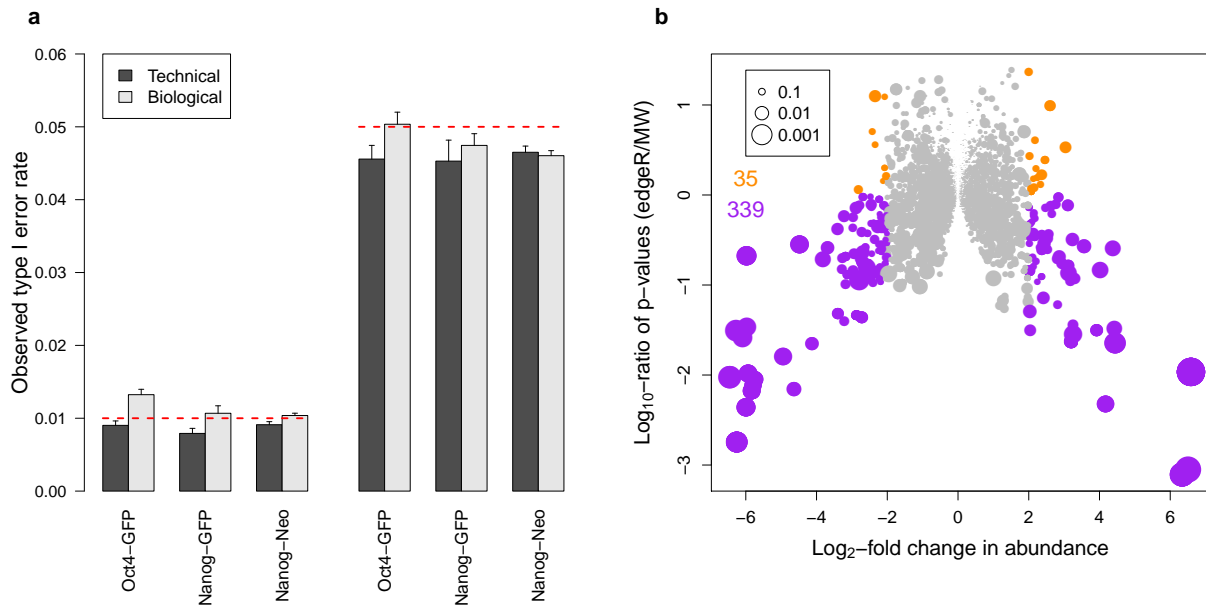 a
Observed type I error rate
0.06
0.05
0.04
0.03
0.02
0.01
0.00
Technical
Biological
Oct4−GFP
Nanog−GFP
Nanog−Neo
Oct4−GFP
Nanog−GFP
Nanog−Neo
b
Log10−ratio of p−values (edgeR/MW)
1
0
−1
−2
−3
0.1
0.01
0.001
35
339
−6
−4
−2
0
2
4
6
Log2−fold change in abundance